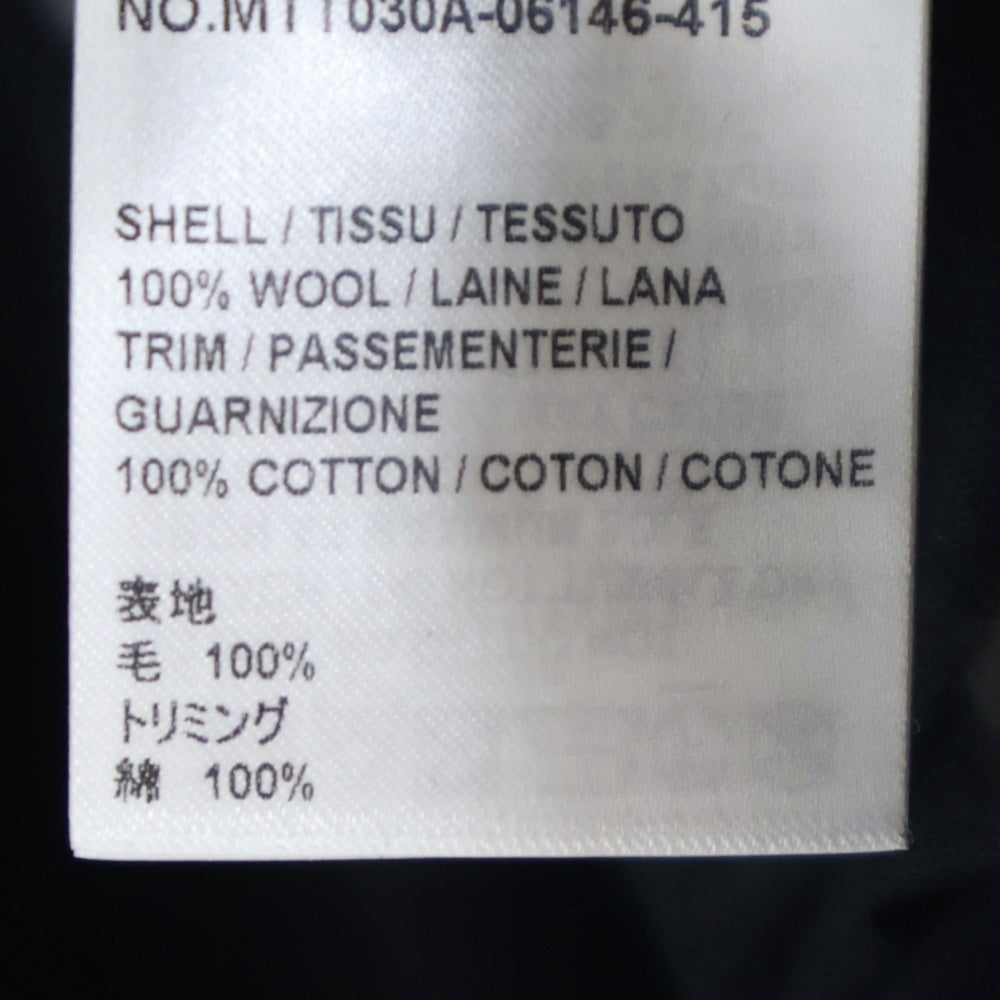 NO.MTT030A-06146-415
SHELL / TISSU / TESSUTO
100% WOOL / LAINE / LANA
TRIM / PASSEMENTERIE /
GUARNIZIONE
100% COTTON / COTON / COTONE
表地
毛 100%
トリミング
綿 100%